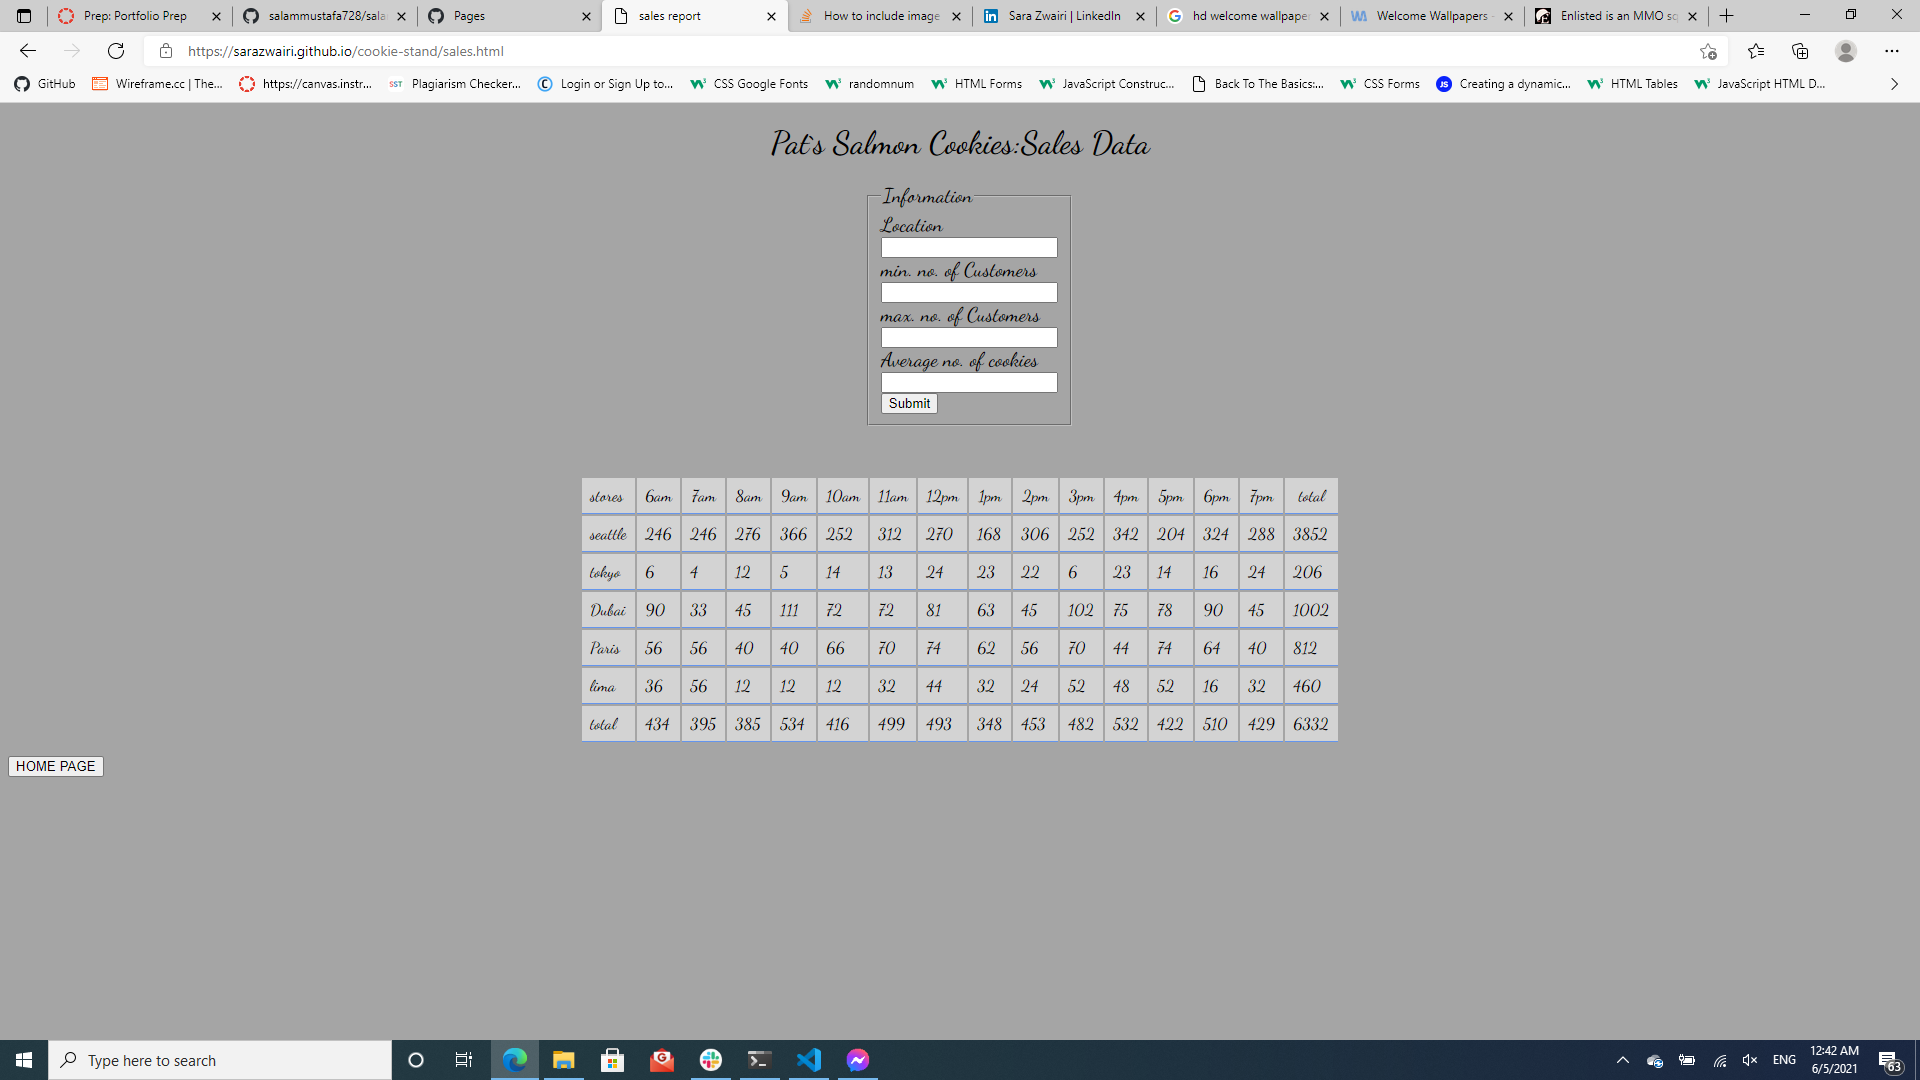 Prep: Portfolio Prep
salammustafa728/sala
Pages
sales report
How to include image
Sara Zwairi | LinkedIn
hd welcome wallpaper
Welcome Wallpapers -
Enlisted is an MMO sq
https://sarazwairi.github.io/cookie-stand/sales.html
GitHub
Wireframe.cc | The...
https://canvas.instr...
SST Plagiarism Checker...
Login or Sign Up to...
CSS Google Fonts
randomnum
HTML Forms
JavaScript Construc...
Back To The Basics:...
CSS Forms
JS Creating a dynamic...
HTML Tables
JavaScript HTML D...
Pat`s Salmon Cookies:Sales Data
Information
Location
min. no. of Customers
max. no. of Customers
Average no. of cookies
Submit
stores 6am 7am 8am 9am 10am 11am 12pm 1pm 2pm 3pm 4pm 5pm 6pm 7pm total
seattle 246 246 276 366 252 312 270 168 306 252 342 204 324 288 3852
tokyo 6 4 12 5 14 13 24 23 22 6 23 14 16 24 206
Dubai 90 33 45 111 72 72 81 63 45 102 75 78 90 45 1002
Paris 56 56 40 40 66 70 74 62 56 70 44 74 64 40 812
lima 36 56 12 12 12 32 44 32 24 52 48 52 16 32 460
total 434 395 385 534 416 499 493 348 453 482 532 422 510 429 6332
HOME PAGE
Type here to search
ENG
12:42 AM
6/5/2021
63